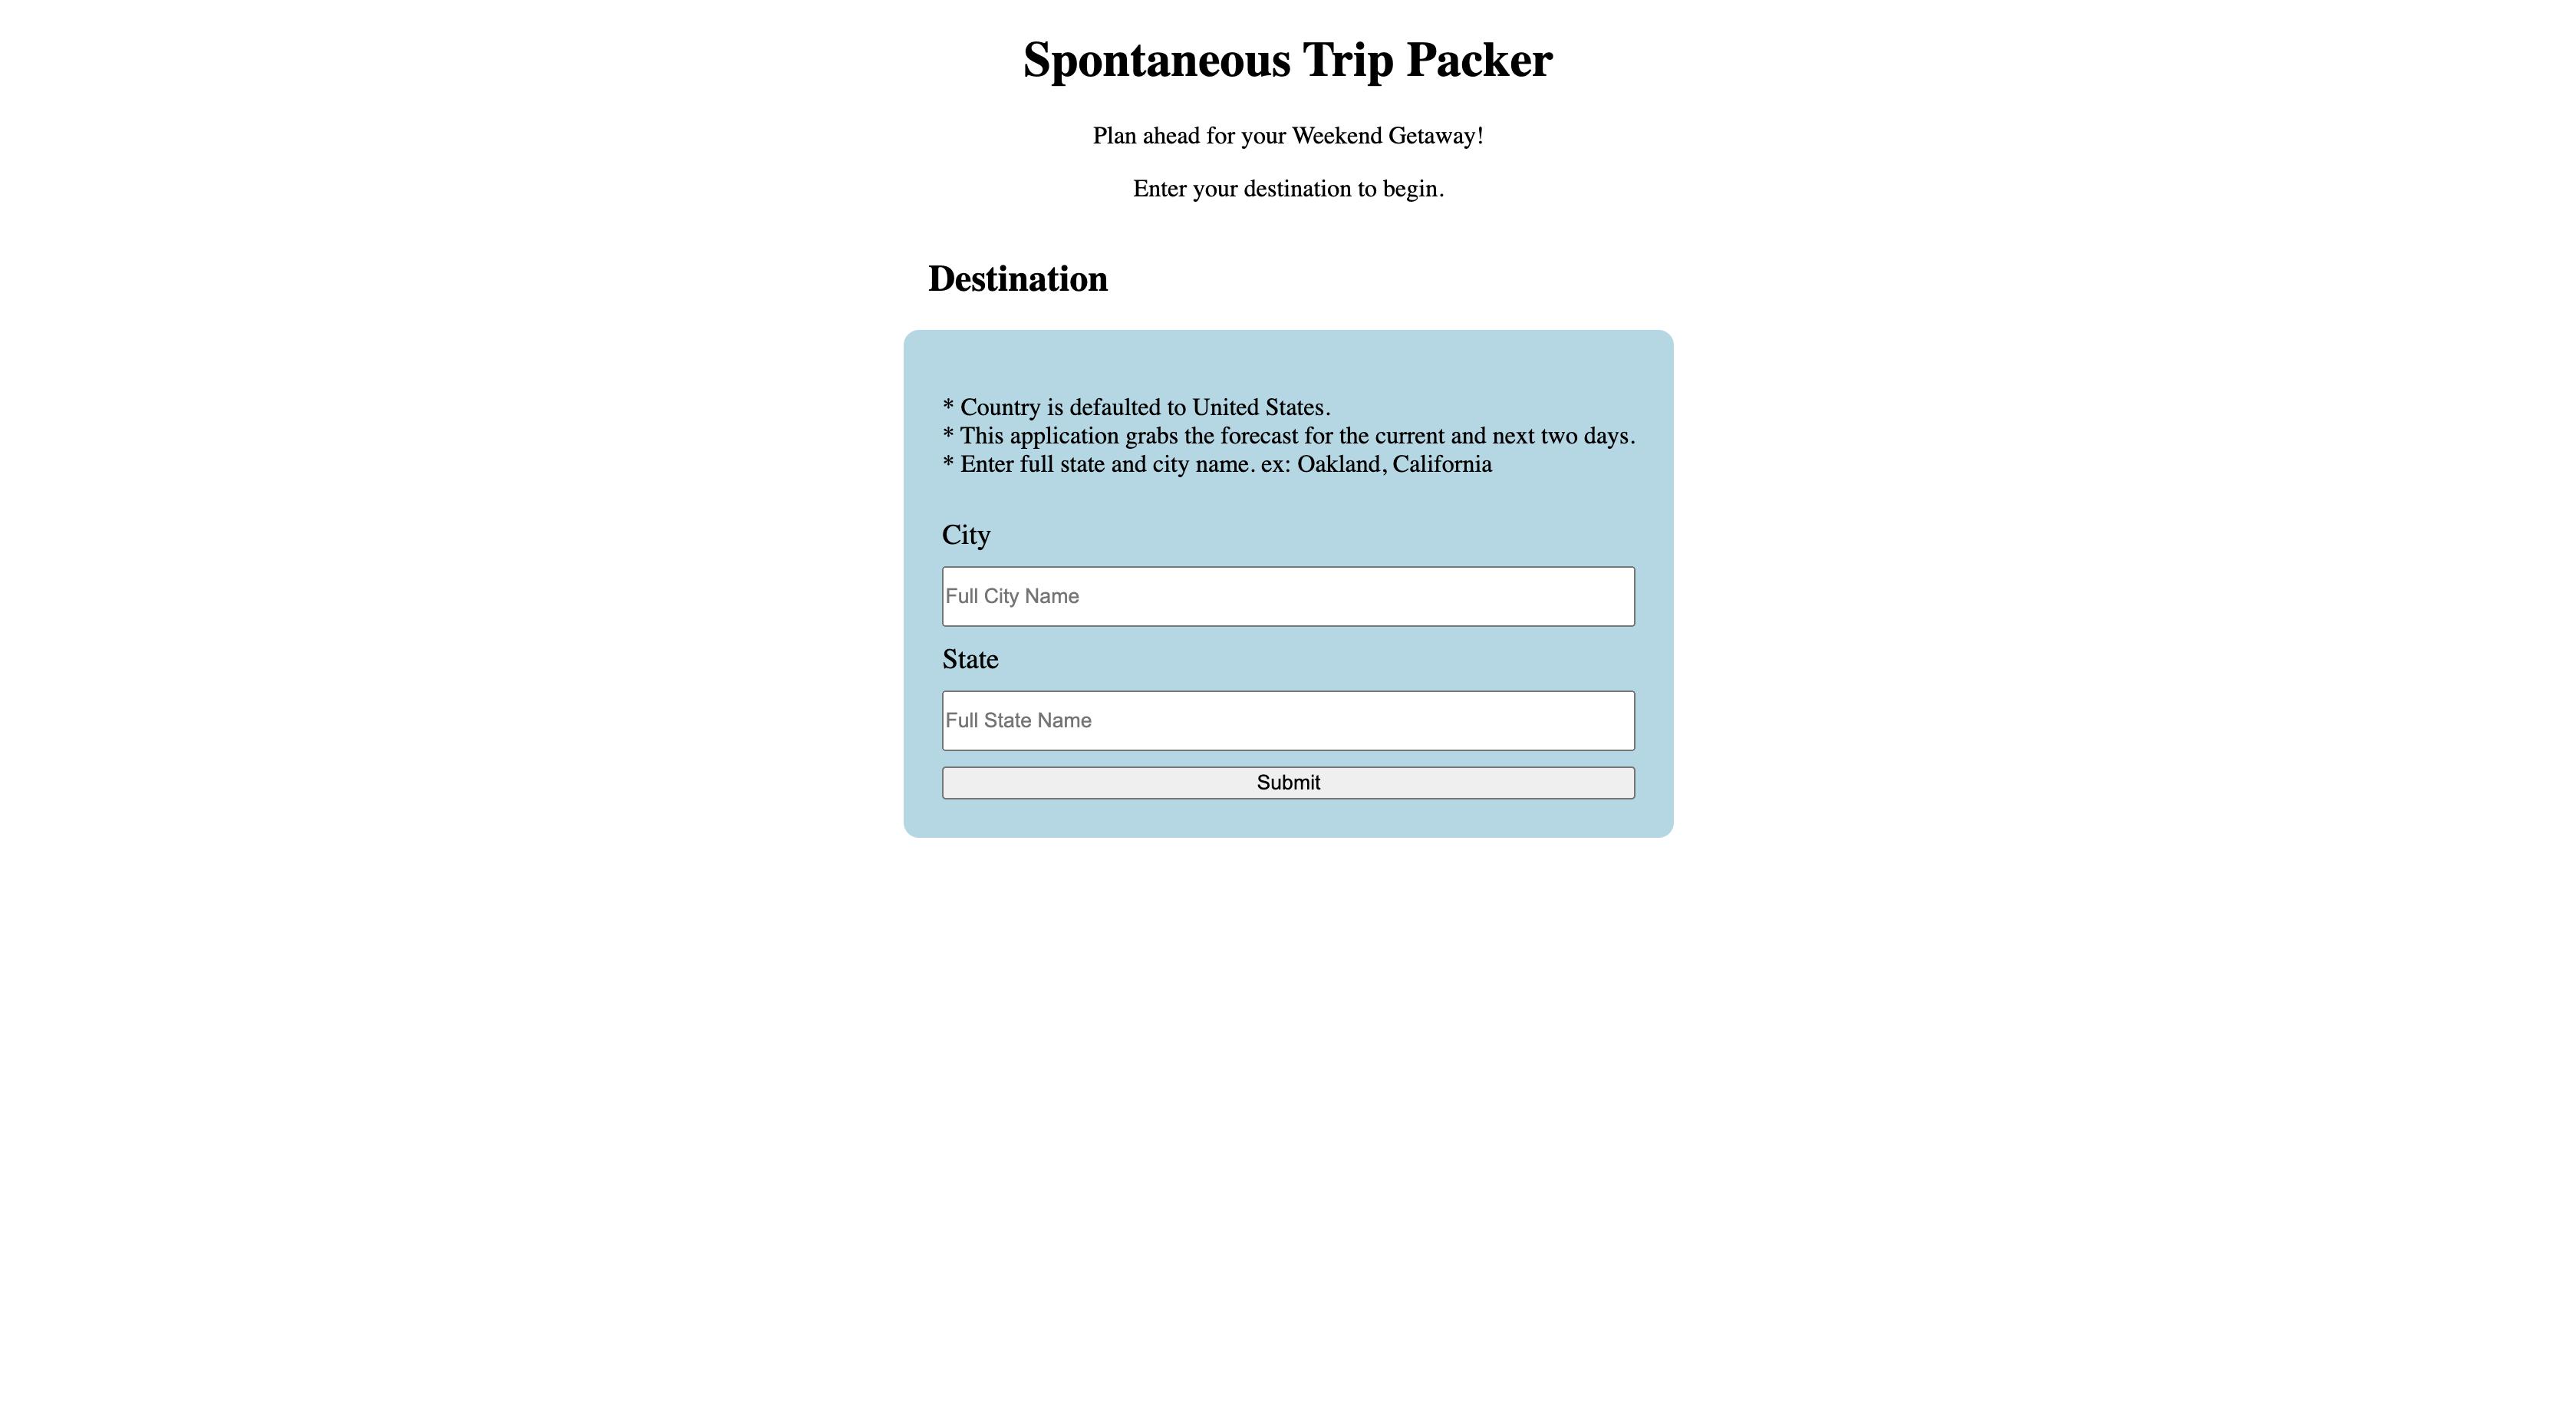 Spontaneous Trip Packer
Plan ahead for your Weekend Getaway!
Enter your destination to begin.
Destination
* Country is defaulted to United States.
* This application grabs the forecast for the current and next two days.
* Enter full state and city name. ex: Oakland, California
City
Full City Name
State
Full State Name
Submit